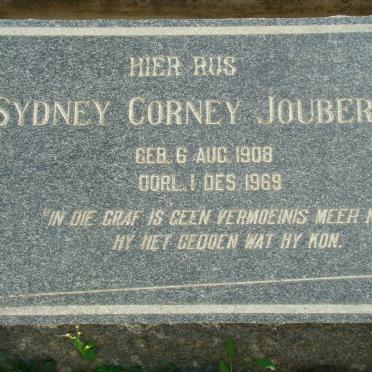 HIER RUS
SYDNEY CORNEY JOUBER
GEB. 6 AUG. 1908
OORL. 1 DES. 1969
"IN DIE GRAF IS GEEN VERMOEINIS MEER
HY HET GEDOEN WAT HY KON.